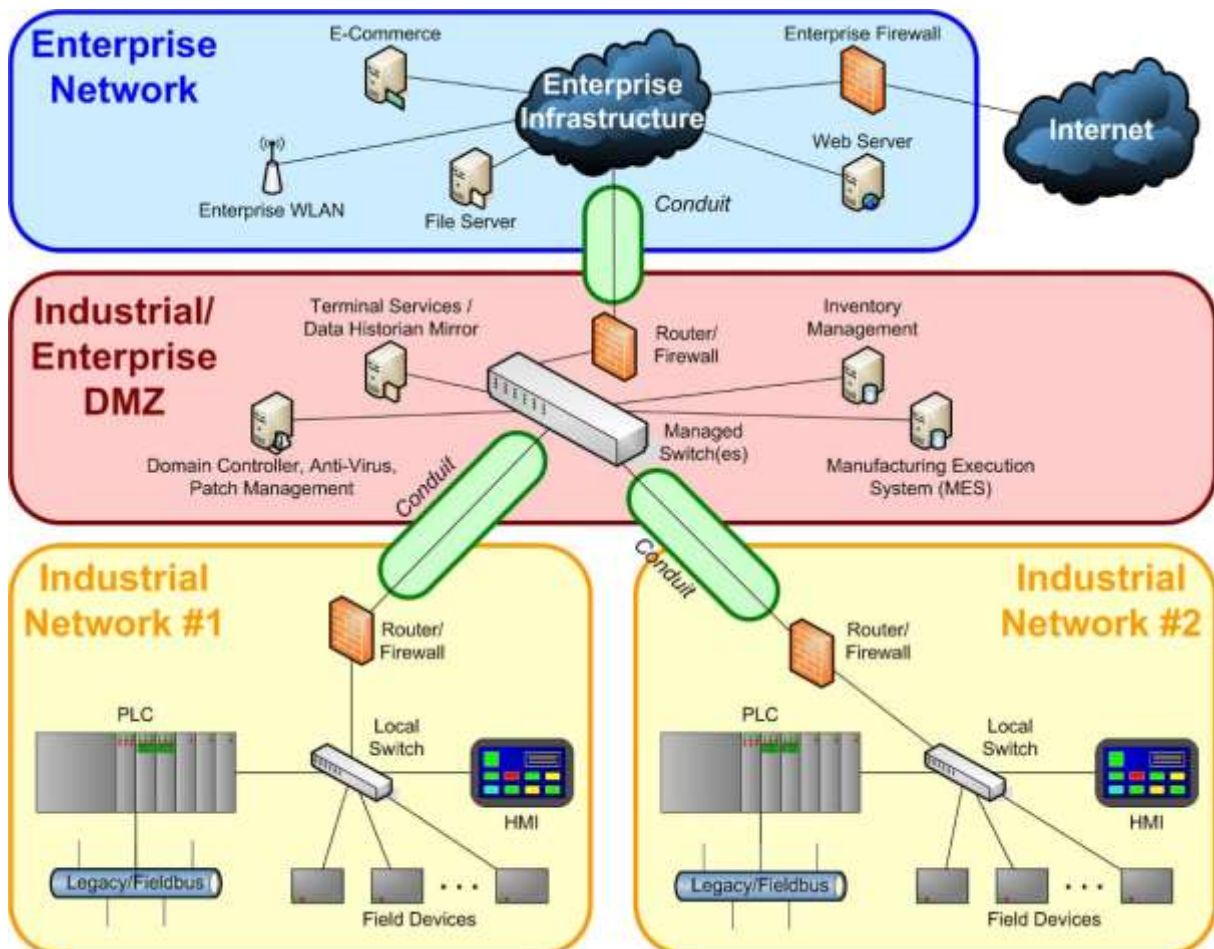 Enterprise
Network
E-Commerce
Enterprise
Infrastructure
Enterprise Firewall
Internet
Web Server
Enterprise WLAN
File Server
Conduit
Industrial/
Enterprise
DMZ
Terminal Services /
Data Historian Mirror
Router/
Firewall
Inventory
Management
Domain Controller, Anti-Virus,
Patch Management
Managed
Switch(es)
Manufacturing Execution
System (MES)
Conduit
Conduit
Industrial
Network #1
Router/
Firewall
PLC
Local
Switch
HMI
Legacy/Fieldbus
Field Devices
Industrial
Network #2
Router/
Firewall
PLC
Local
Switch
HMI
Legacy/Fieldbus
Field Devices